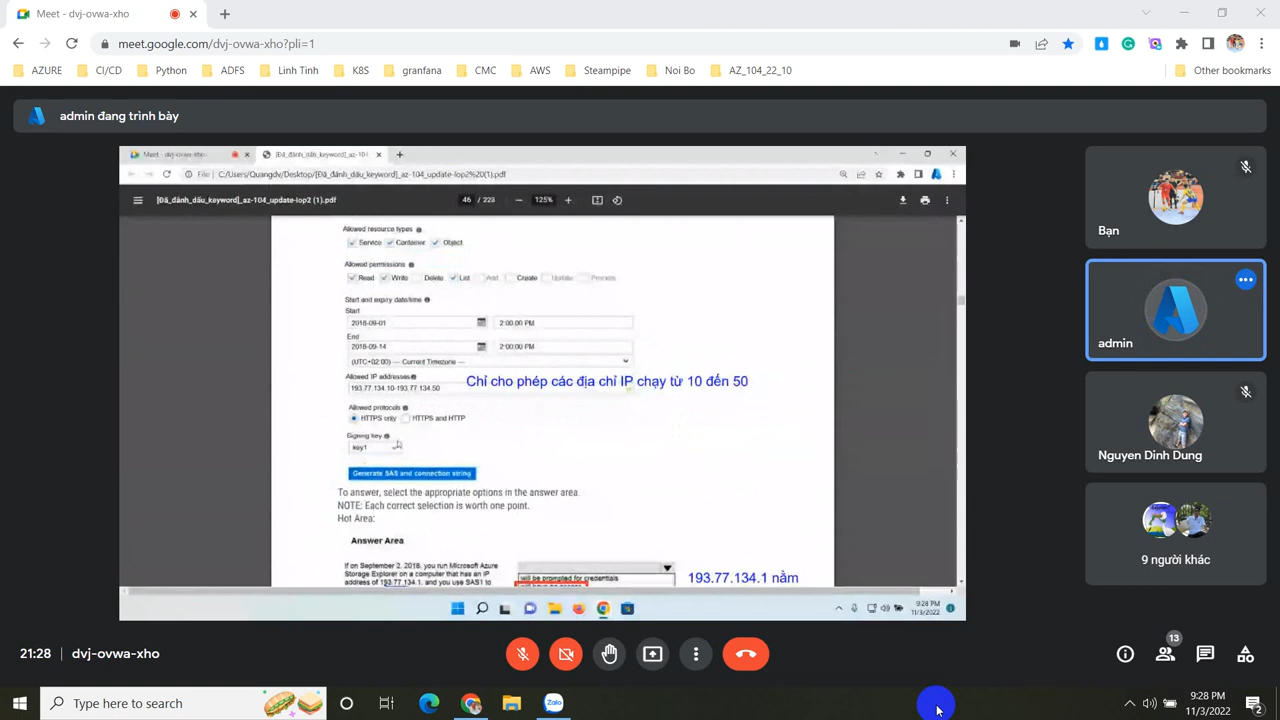 Meet - dvj-ovwa-xho
meet.google.com/dvj-ovwa-xho?pli=1
AZURE CI/CD Python ADFS Linh Tinh K8S granfana CMC AWS Steampipe Noi Bo AZ_104_22_10 Other bookmarks
admin đang trình bày
Meet - dvj-ovwa-xho [Đã_đánh_dấu_keyword]_az-10
File C:/Users/Quangdv/Desktop/[Đã_đánh_dấu_keyword]_az-104_update-lop2%20(1).pdf
[Đã_đánh_dấu_keyword]_az-104_update-lop2 (1).pdf 46 / 223 125%
Allowed resource types
Service Container Object
Allowed permissions
Read Write Delete List Add Create Update Process
Start and expiry date/time
Start
2018-09-01 2:00:00 PM
End
2018-09-14 2:00:00 PM
(UTC+02:00) --- Current Timezone ---
Allowed IP addresses
193.77.134.10-193.77.134.50
Chỉ cho phép các địa chỉ IP chạy từ 10 đến 50
Allowed protocols
HTTPS only HTTPS and HTTP
Signing key
key1
Generate SAS and connection string
To answer, select the appropriate options in the answer area.
NOTE: Each correct selection is worth one point.
Hot Area:
Answer Area
If on September 2, 2018, you run Microsoft Azure
Storage Explorer on a computer that has an IP
address of 193.77.134.1, and you use SAS1 to
will be prompted for credentials
193.77.134.1 nằm
9:28 PM
11/3/2022
Bạn
admin
Nguyen Dinh Dung
9 người khác
21:28 | dvj-ovwa-xho
13
Type here to search
Zalo
9:28 PM
11/3/2022
2